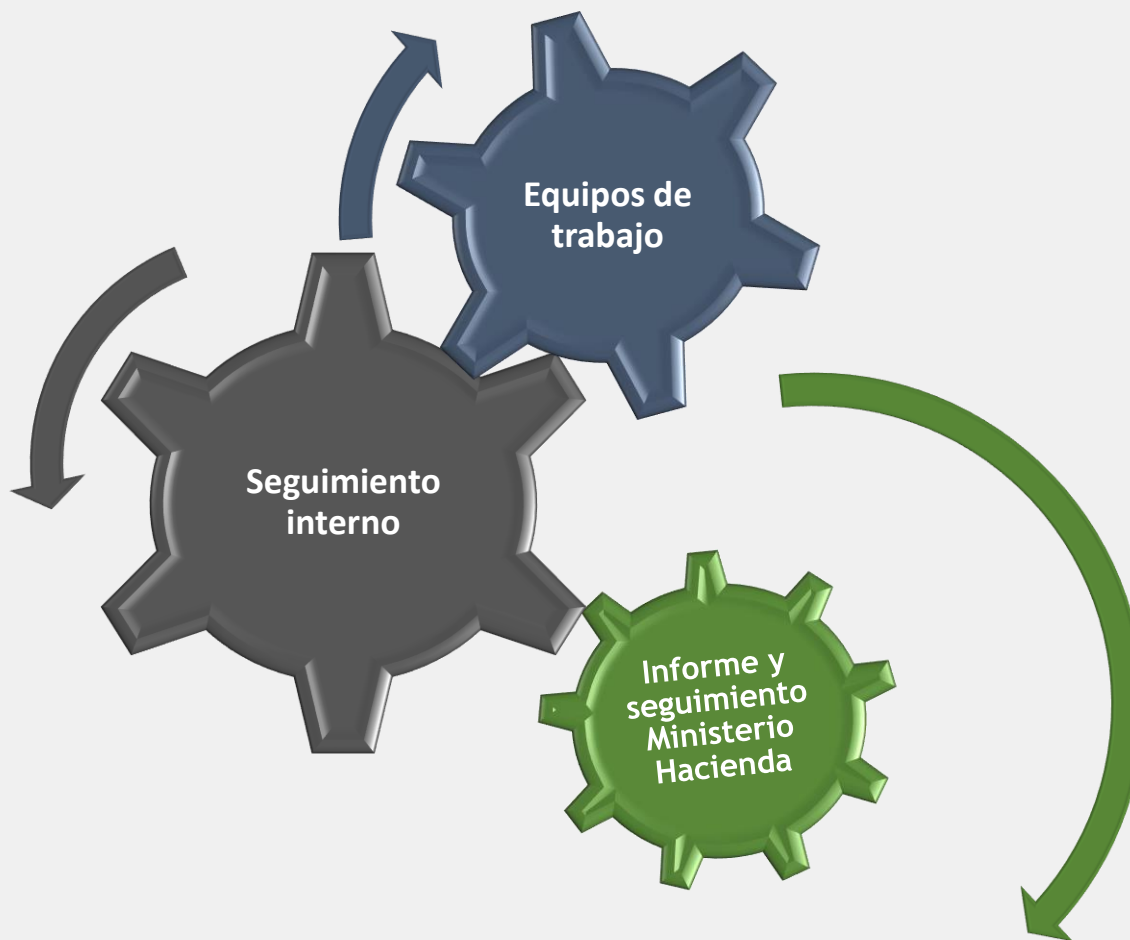 Equipos de
trabajo
Seguimiento
interno
Informe y
seguimiento
Ministerio
Hacienda